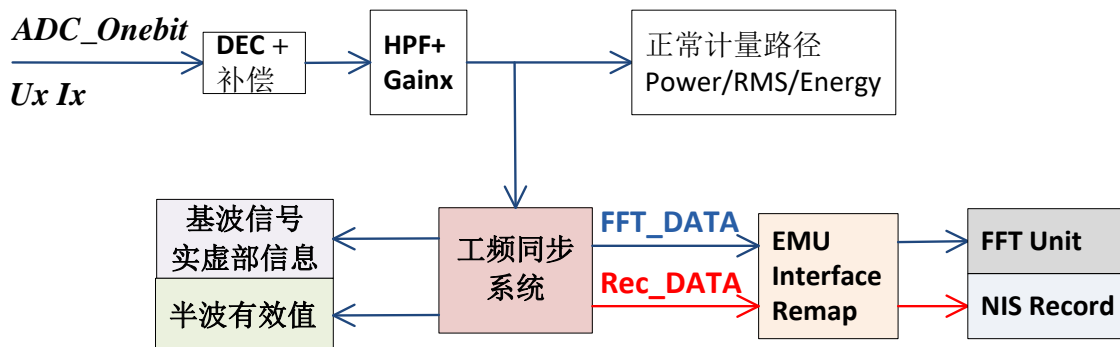 ADC_Onebit
Ux Ix
DEC +
补偿
HPF+
Gainx
正常计量路径
Power/RMS/Energy
基波信号
实虚部信息
半波有效值
工频同步
系统
FFT_DATA
Rec_DATA
EMU
Interface
Remap
FFT Unit
NIS Record